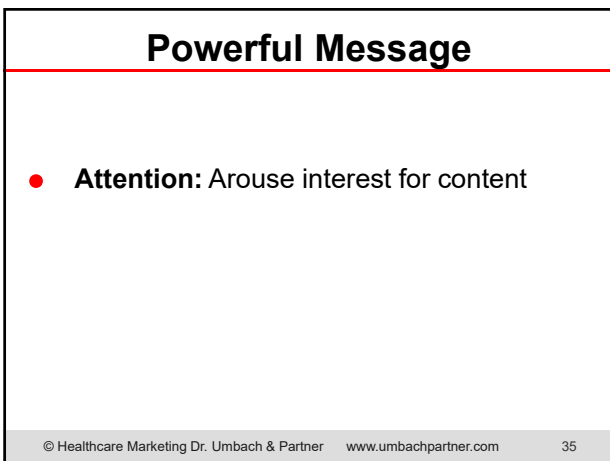 Powerful Message
● Attention: Arouse interest for content
© Healthcare Marketing Dr. Umbach & Partner www.umbachpartner.com 35